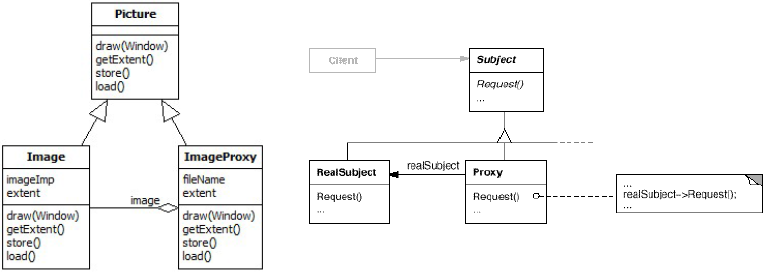 Picture
draw(Window)
getExtent()
store()
load()
Image
imageImp
extent
draw(Window)
getExtent()
store()
load()
image
ImageProxy
fileName
extent
draw(Window)
getExtent()
store()
load()
Client
Subject
Request()
...
RealSubject
Request()
...
realSubject
Proxy
Request()
...
...
realSubject->Request();
...